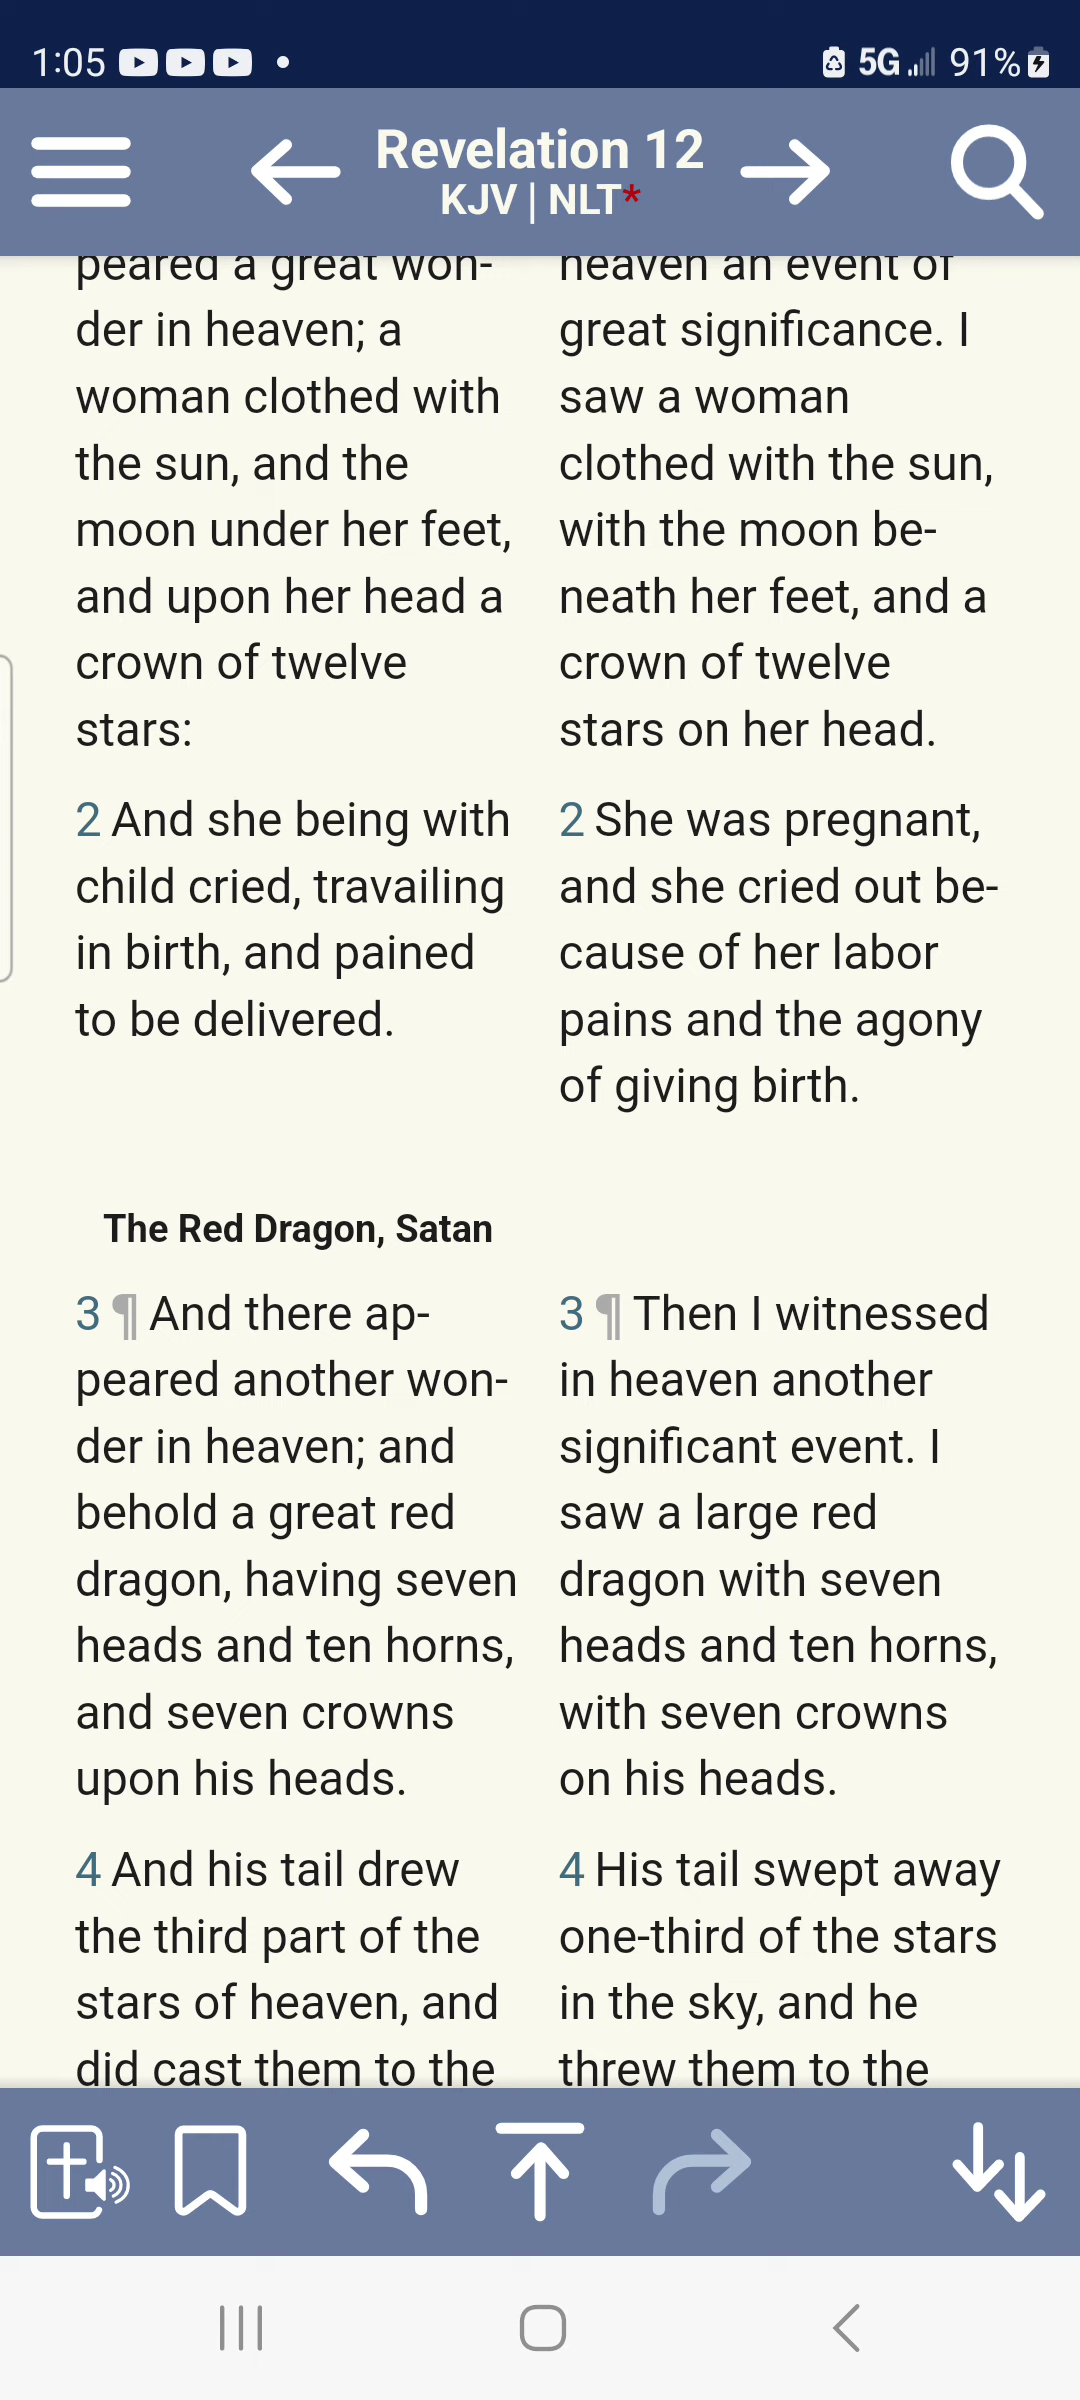 1:05
5G 91%
Revelation 12
KJV | NLT*
peared a great won-
der in heaven; a
woman clothed with
the sun, and the
moon under her feet,
and upon her head a
crown of twelve
stars:
2 And she being with
child cried, travailing
in birth, and pained
to be delivered.
The Red Dragon, Satan
3 ¶ And there ap-
peared another won-
der in heaven; and
behold a great red
dragon, having seven
heads and ten horns,
and seven crowns
upon his heads.
4 And his tail drew
the third part of the
stars of heaven, and
did cast them to the
heaven an event of
great significance. I
saw a woman
clothed with the sun,
with the moon be-
neath her feet, and a
crown of twelve
stars on her head.
2 She was pregnant,
and she cried out be-
cause of her labor
pains and the agony
of giving birth.
3 ¶ Then I witnessed
in heaven another
significant event. I
saw a large red
dragon with seven
heads and ten horns,
with seven crowns
on his heads.
4 His tail swept away
one-third of the stars
in the sky, and he
threw them to the